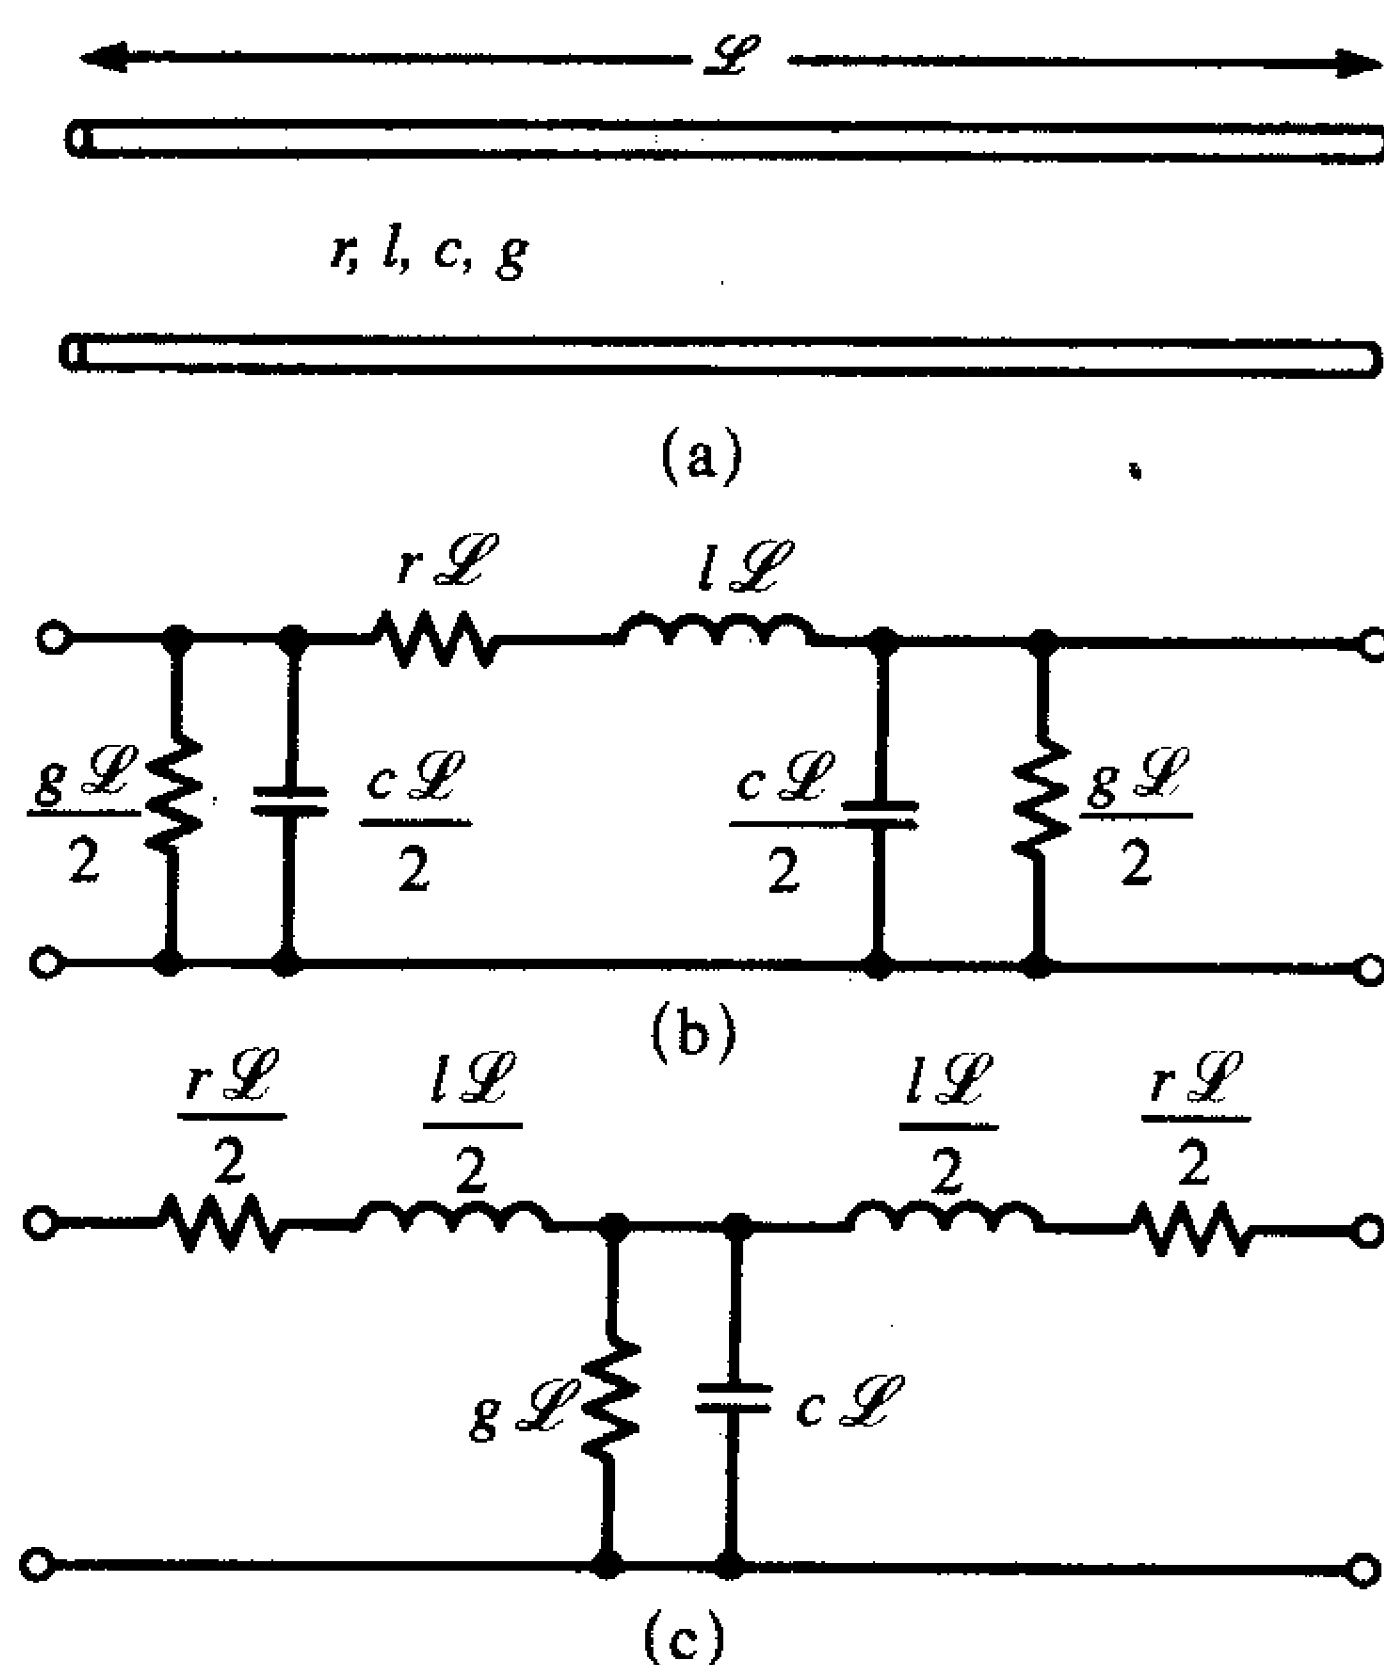 ℒ
r, l, c, g
(a)
rℒ
lℒ
gℒ/2
cℒ/2
cℒ/2
gℒ/2
(b)
rℒ/2
lℒ/2
lℒ/2
rℒ/2
gℒ
cℒ
(c)